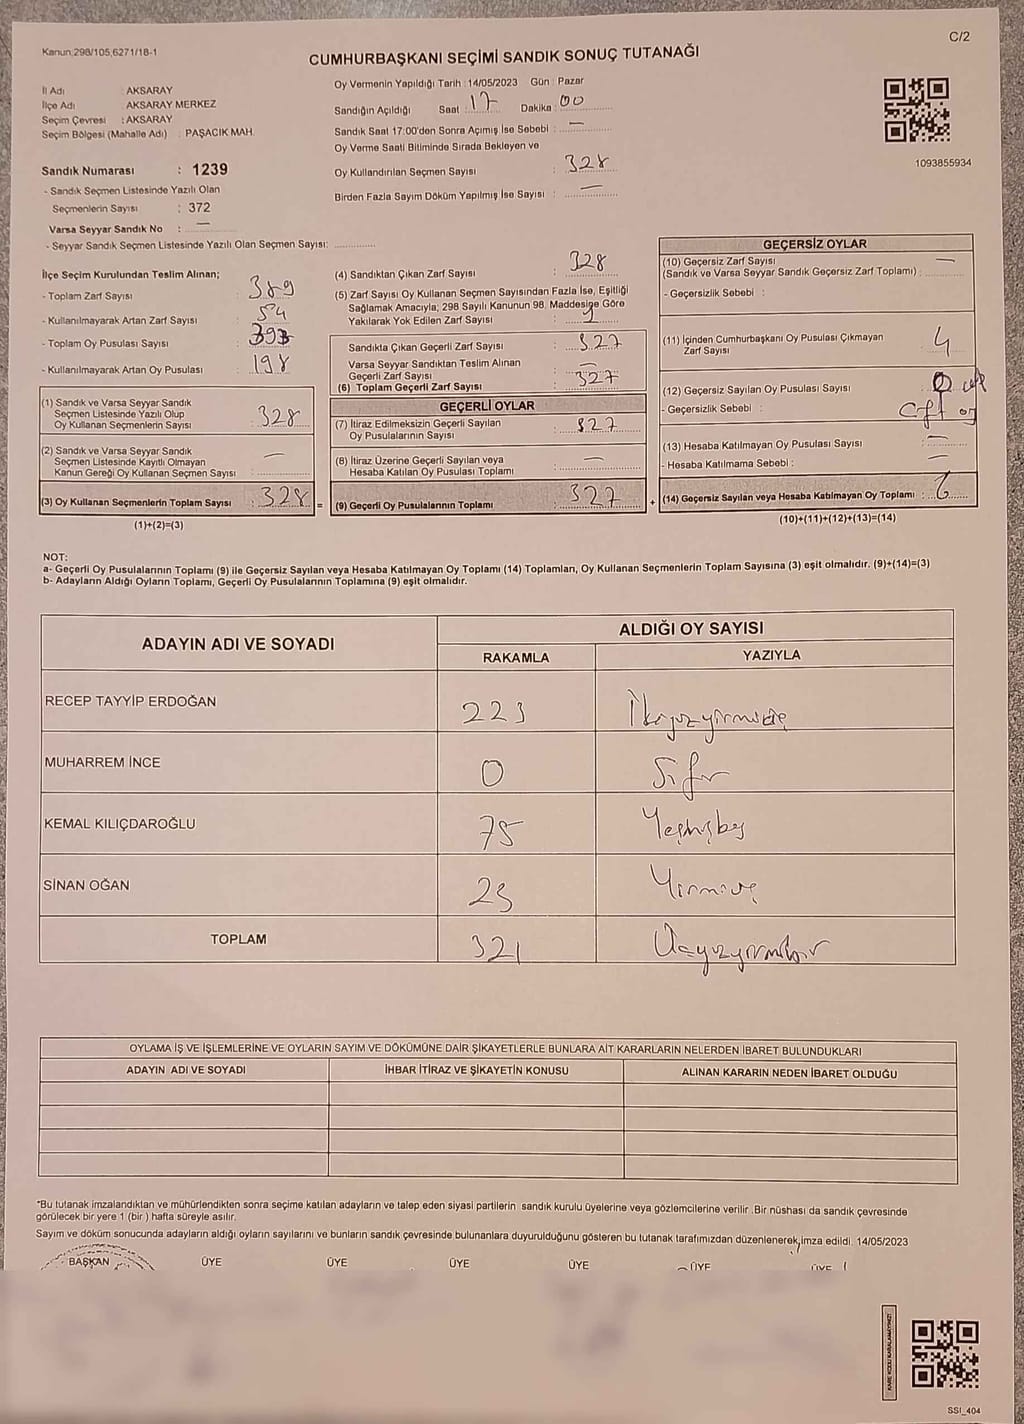 Kanun,298/105,6271/18-1
C/2
CUMHURBAŞKANI SEÇİMİ SANDIK SONUÇ TUTANAĞI
İl Adı : AKSARAY
İlçe Adı : AKSARAY MERKEZ
Seçim Çevresi : AKSARAY
Seçim Bölgesi (Mahalle Adı) : PAŞACIK MAH.
Sandık Numarası : 1239
- Sandık Seçmen Listesinde Yazılı Olan
Seçmenlerin Sayısı : 372
Varsa Seyyar Sandık No : —
- Seyyar Sandık Seçmen Listesinde Yazılı Olan Seçmen Sayısı:
Oy Vermenin Yapıldığı Tarih : 14/05/2023 Gün : Pazar
Sandığın Açıldığı Saat : 17 Dakika : 00
Sandık Saat 17:00'den Sonra Açımış İse Sebebi : —
Oy Verme Saati Bitiminde Sırada Bekleyen ve
Oy Kullandırılan Seçmen Sayısı : 328
Birden Fazla Sayım Döküm Yapılmış İse Sayısı : —
1093855934
İlçe Seçim Kurulundan Teslim Alınan;
- Toplam Zarf Sayısı : 389
- Kullanılmayarak Artan Zarf Sayısı : 54
- Toplam Oy Pusulası Sayısı : 393
- Kullanılmayarak Artan Oy Pusulası : 198
(1) Sandık ve Varsa Seyyar Sandık
Seçmen Listesinde Yazılı Olup
Oy Kullanan Seçmenlerin Sayısı : 328
(2) Sandık ve Varsa Seyyar Sandık
Seçmen Listesinde Kayıtlı Olmayan
Kanun Gereği Oy Kullanan Seçmen Sayısı : —
(3) Oy Kullanan Seçmenlerin Toplam Sayısı : 328 =
(1)+(2)=(3)
(4) Sandıktan Çıkan Zarf Sayısı : 328
(5) Zarf Sayısı Oy Kullanan Seçmen Sayısından Fazla İse, Eşitliği
Sağlamak Amacıyla; 298 Sayılı Kanunun 98. Maddesine Göre
Yakılarak Yok Edilen Zarf Sayısı : 1
Sandıkta Çıkan Geçerli Zarf Sayısı : 327
Varsa Seyyar Sandıktan Teslim Alınan
Geçerli Zarf Sayısı : —
(6) Toplam Geçerli Zarf Sayısı : 327
GEÇERLİ OYLAR
(7) İtiraz Edilmeksizin Geçerli Sayılan
Oy Pusulalarının Sayısı : 327
(8) İtiraz Üzerine Geçerli Sayılan veya
Hesaba Katılan Oy Pusulası Toplamı : —
(9) Geçerli Oy Pusulalarının Toplamı : 327 +
GEÇERSİZ OYLAR
(10) Geçersiz Zarf Sayısı
(Sandık ve Varsa Seyyar Sandık Geçersiz Zarf Toplamı) : —
- Geçersizlik Sebebi :
(11) İçinden Cumhurbaşkanı Oy Pusulası Çıkmayan
Zarf Sayısı : 4
(12) Geçersiz Sayılan Oy Pusulası Sayısı :
- Geçersizlik Sebebi : Çift oy
(13) Hesaba Katılmayan Oy Pusulası Sayısı : —
- Hesaba Katılmama Sebebi : —
(14) Geçersiz Sayılan veya Hesaba Katılmayan Oy Toplamı : 6
(10)+(11)+(12)+(13)=(14)
NOT:
a- Geçerli Oy Pusulalarının Toplamı (9) ile Geçersiz Sayılan veya Hesaba Katılmayan Oy Toplamı (14) Toplamları, Oy Kullanan Seçmenlerin Toplam Sayısına (3) eşit olmalıdır. (9)+(14)=(3)
b- Adayların Aldığı Oyların Toplamı, Geçerli Oy Pusulalarının Toplamına (9) eşit olmalıdır.
ADAYIN ADI VE SOYADI
ALDIĞI OY SAYISI
RAKAMLA YAZIYLA
RECEP TAYYİP ERDOĞAN 223 İkiyüzyirmiüç
MUHARREM İNCE 0 Sıfır
KEMAL KILIÇDAROĞLU 75 Yetmişbeş
SİNAN OĞAN 23 Yirmiüç
TOPLAM 321 Üçyüzyirmibir
OYLAMA İŞ VE İŞLEMLERİNE VE OYLARIN SAYIM VE DÖKÜMÜNE DAİR ŞİKAYETLERLE BUNLARA AİT KARARLARIN NELERDEN İBARET BULUNDUKLARI
ADAYIN ADI VE SOYADI İHBAR İTİRAZ VE ŞİKAYETİN KONUSU ALINAN KARARIN NEDEN İBARET OLDUĞU
*Bu tutanak imzalandıktan ve mühürlendikten sonra seçime katılan adayların ve talep eden siyasi partilerin sandık kurulu üyelerine veya gözlemcilerine verilir .Bir nüshası da sandık çevresinde
görülecek bir yere 1 (bir ) hafta süreyle asılır.
Sayım ve döküm sonucunda adayların aldığı oyların sayılarını ve bunların sandık çevresinde bulunanlara duyurulduğunu gösteren bu tutanak tarafımızdan düzenlenerek,imza edildi. 14/05/2023
BAŞKAN ÜYE ÜYE ÜYE ÜYE ÜYE ÜYE
KARE KODU KARALAMAYINIZ!
SSI_404